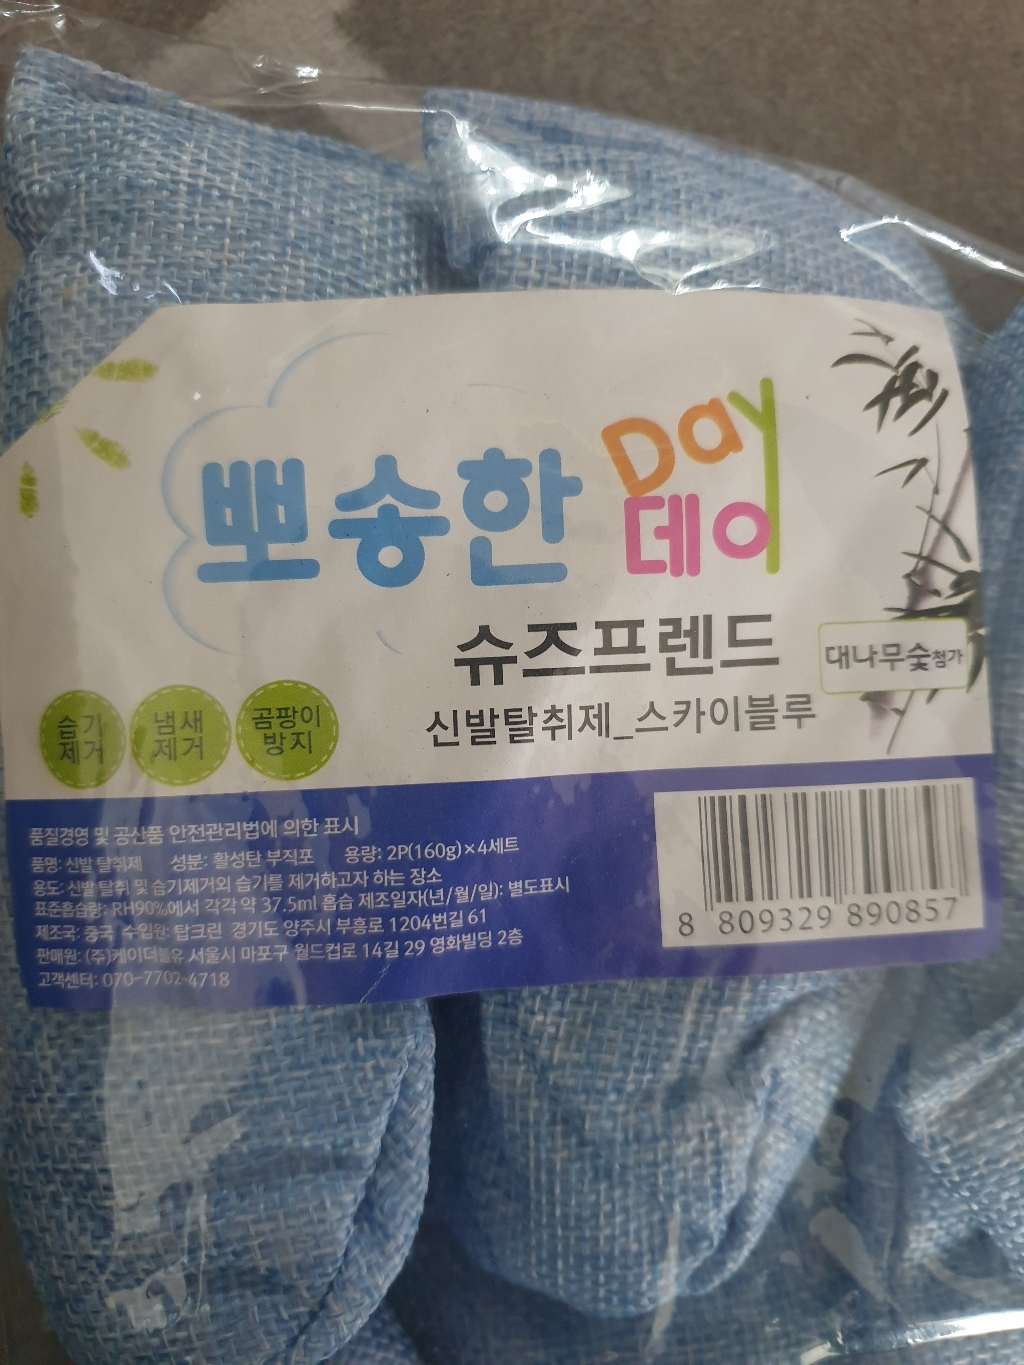 뽀송한 Day
데이
슈즈프렌드
대나무숯첨가
신발탈취제_스카이블루
습기
제거
냄새
제거
곰팡이
방지
품질경영 및 공산품 안전관리법에 의한 표시
품명: 신발 탈취제 성분: 활성탄 부직포 용량: 2P(160g)×4세트
용도: 신발 탈취 및 습기제거외 습기를 제거하고자 하는 장소
표준흡습량: RH90%에서 각각 약 37.5ml 흡습 제조일자(년/월/일): 별도표시
제조국: 중국 수입원: 탑크린 경기도 양주시 부흥로 1204번길 61
판매원: (주)케이더블유 서울시 마포구 월드컵로 14길 29 영화빌딩 2층
고객센터: 070-7702-4718
8 809329 890857